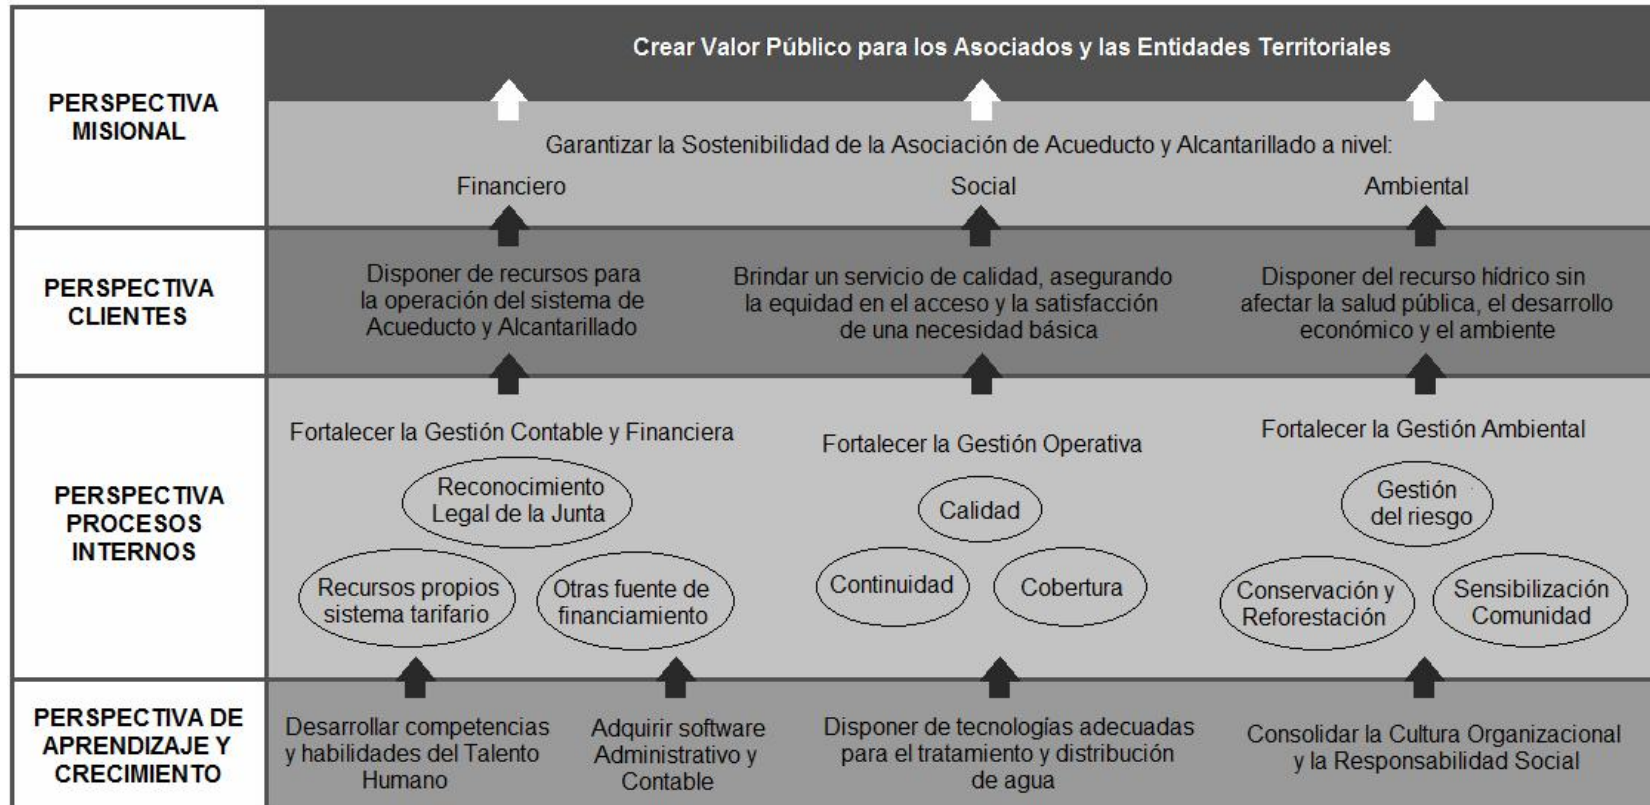 Crear Valor Público para los Asociados y las Entidades Territoriales
PERSPECTIVA
MISIONAL
Garantizar la Sostenibilidad de la Asociación de Acueducto y Alcantarillado a nivel:
Financiero
Social
Ambiental
PERSPECTIVA
CLIENTES
Disponer de recursos para
la operación del sistema de
Acueducto y Alcantarillado
Brindar un servicio de calidad, asegurando
la equidad en el acceso y la satisfacción
de una necesidad básica
Disponer del recurso hídrico sin
afectar la salud pública, el desarrollo
económico y el ambiente
PERSPECTIVA
PROCESOS
INTERNOS
Fortalecer la Gestión Contable y Financiera
Reconocimiento
Legal de la Junta
Recursos propios
sistema tarifario
Otras fuente de
financiamiento
Fortalecer la Gestión Operativa
Calidad
Continuidad
Cobertura
Fortalecer la Gestión Ambiental
Gestión
del riesgo
Conservación y
Reforestación
Sensibilización
Comunidad
PERSPECTIVA DE
APRENDIZAJE Y
CRECIMIENTO
Desarrollar competencias
y habilidades del Talento
Humano
Adquirir software
Administrativo y
Contable
Disponer de tecnologías adecuadas
para el tratamiento y distribución
de agua
Consolidar la Cultura Organizacional
y la Responsabilidad Social